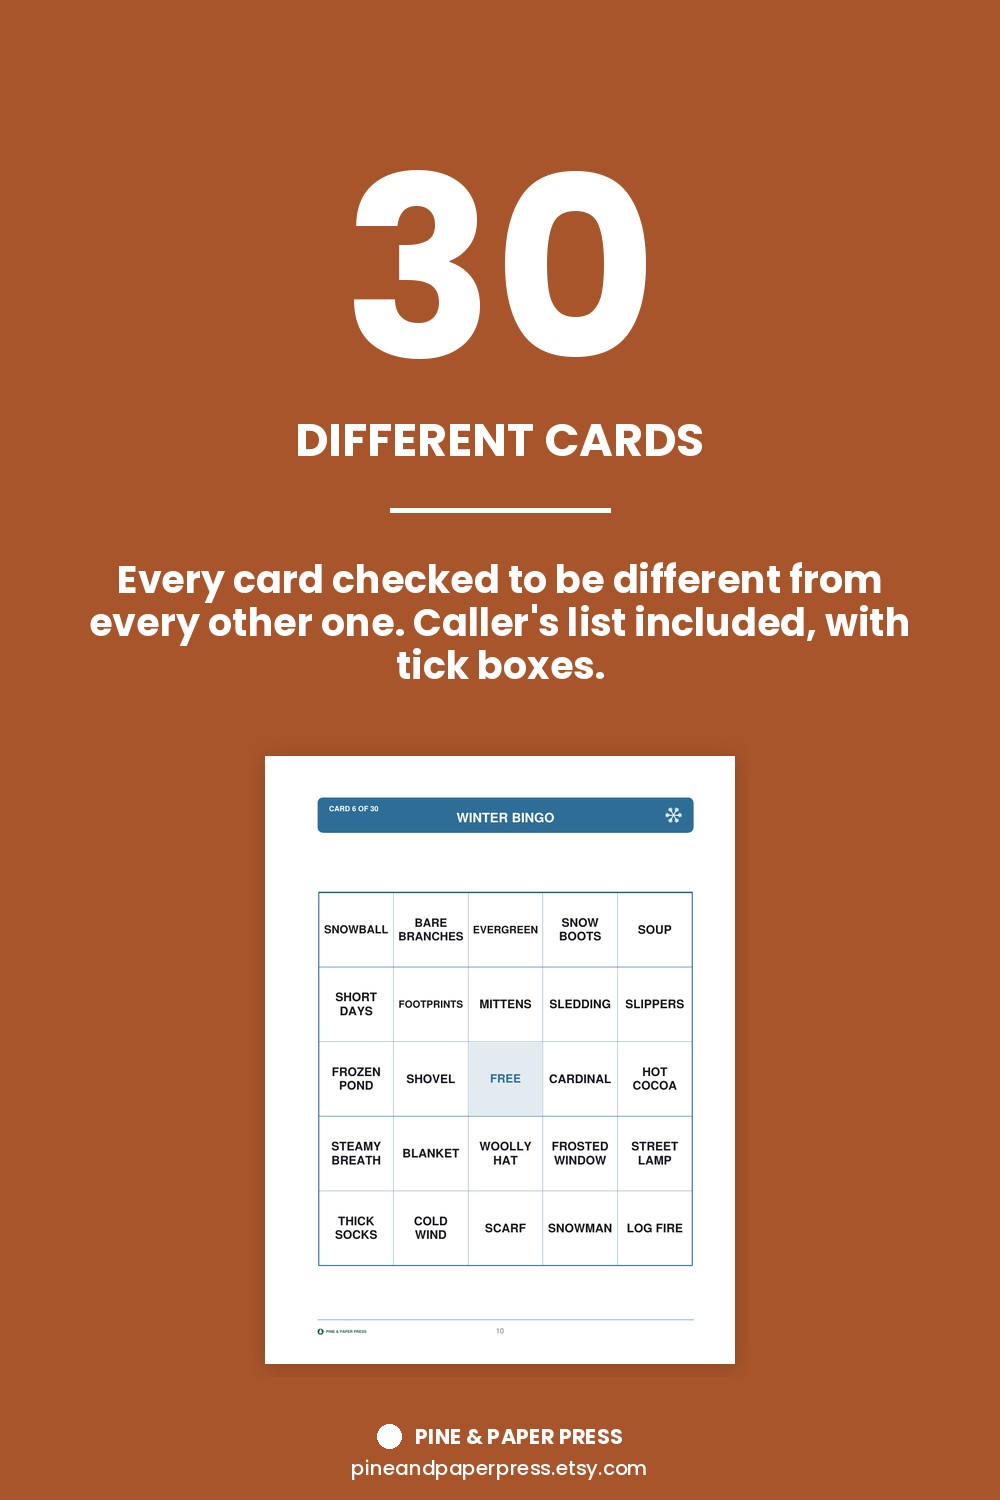 30
DIFFERENT CARDS
Every card checked to be different from
every other one. Caller's list included, with
tick boxes.
CARD 6 OF 30
WINTER BINGO
SNOWBALL
BARE
BRANCHES
EVERGREEN
SNOW
BOOTS
SOUP
SHORT
DAYS
FOOTPRINTS
MITTENS
SLEDDING
SLIPPERS
FROZEN
POND
SHOVEL
FREE
CARDINAL
HOT
COCOA
STEAMY
BREATH
BLANKET
WOOLLY
HAT
FROSTED
WINDOW
STREET
LAMP
THICK
SOCKS
COLD
WIND
SCARF
SNOWMAN
LOG FIRE
PINE & PAPER PRESS
10
PINE & PAPER PRESS
pineandpaperpress.etsy.com